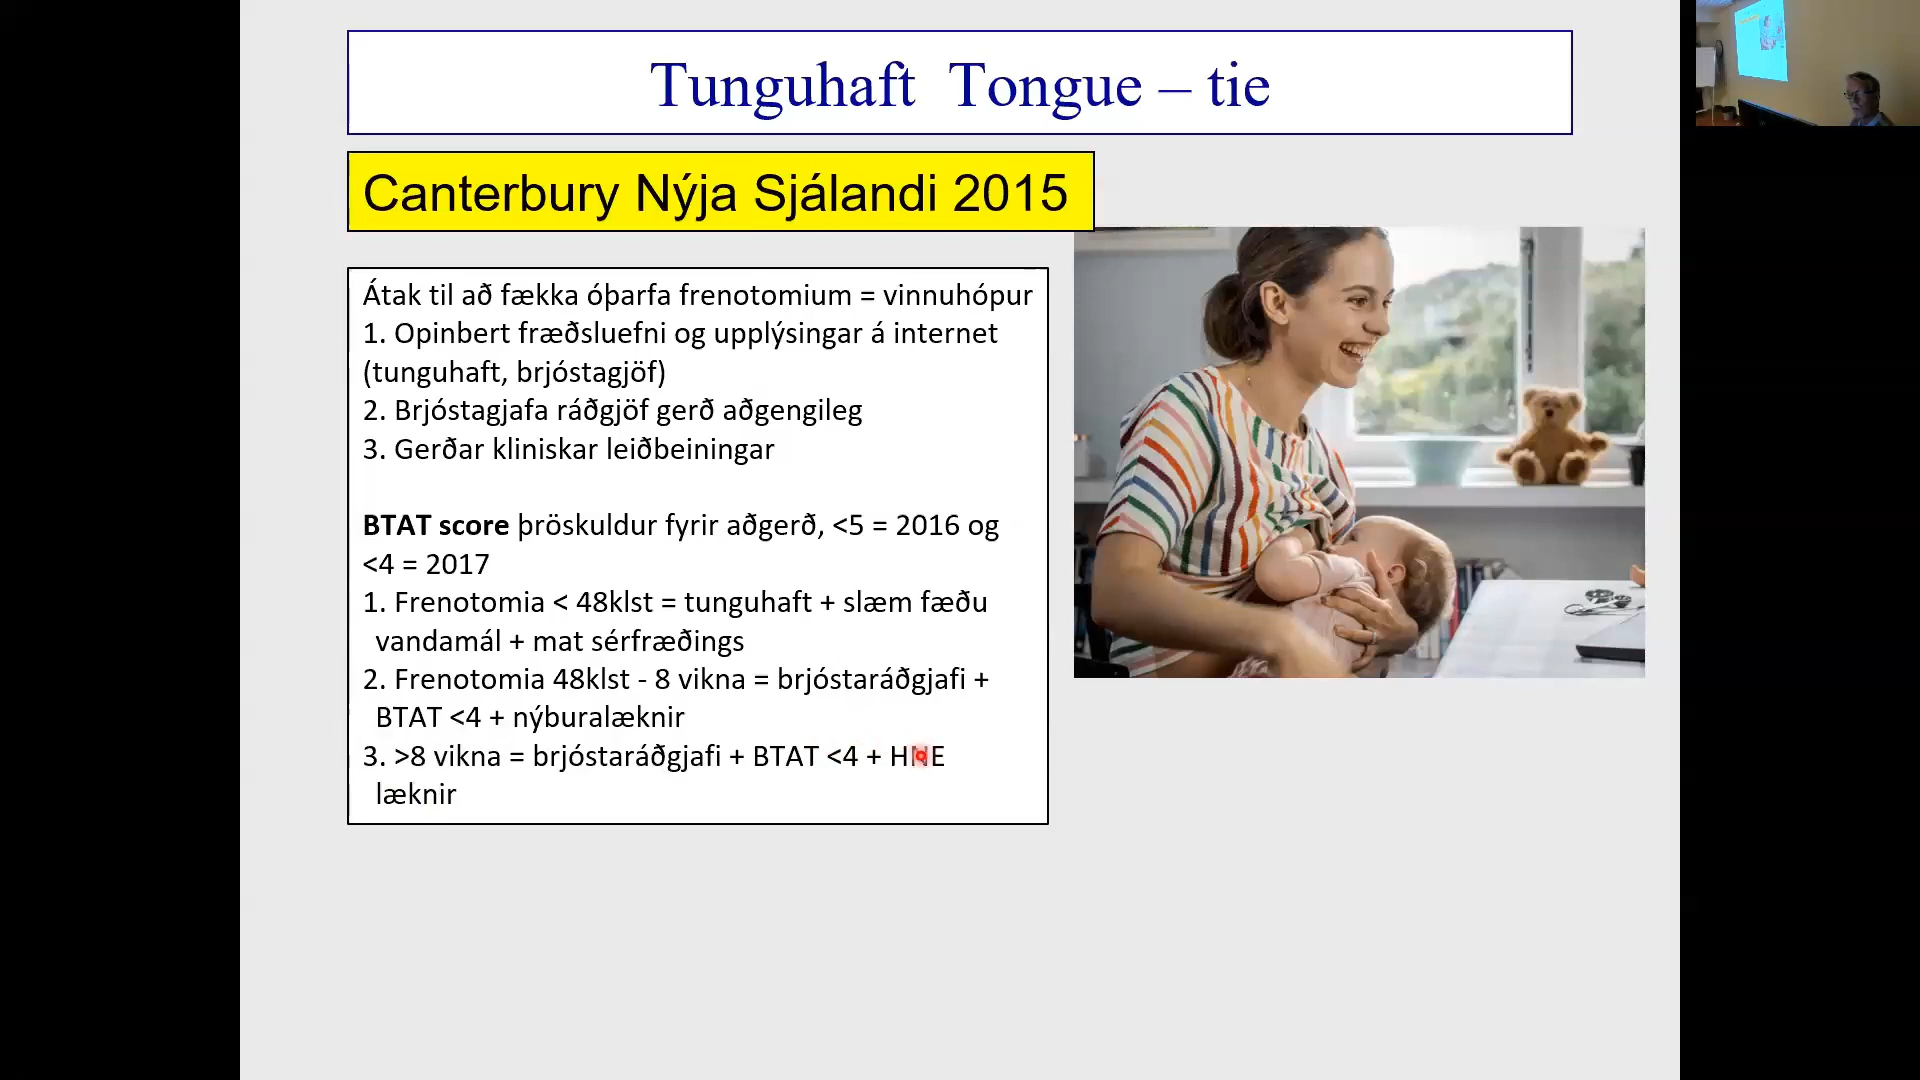 Tunguhaft Tongue – tie
Canterbury Nýja Sjálandi 2015
Átak til að fækka óþarfa frenotomium = vinnuhópur
1. Opinbert fræðsluefni og upplýsingar á internet
(tunguhaft, brjóstagjöf)
2. Brjóstagjafa ráðgjöf gerð aðgengileg
3. Gerðar kliniskar leiðbeiningar
BTAT score þröskuldur fyrir aðgerð, <5 = 2016 og
<4 = 2017
1. Frenotomia < 48klst = tunguhaft + slæm fæðu
vandamál + mat sérfræðings
2. Frenotomia 48klst - 8 vikna = brjóstaráðgjafi +
BTAT <4 + nýburalæknir
3. >8 vikna = brjóstaráðgjafi + BTAT <4 + HNE
læknir